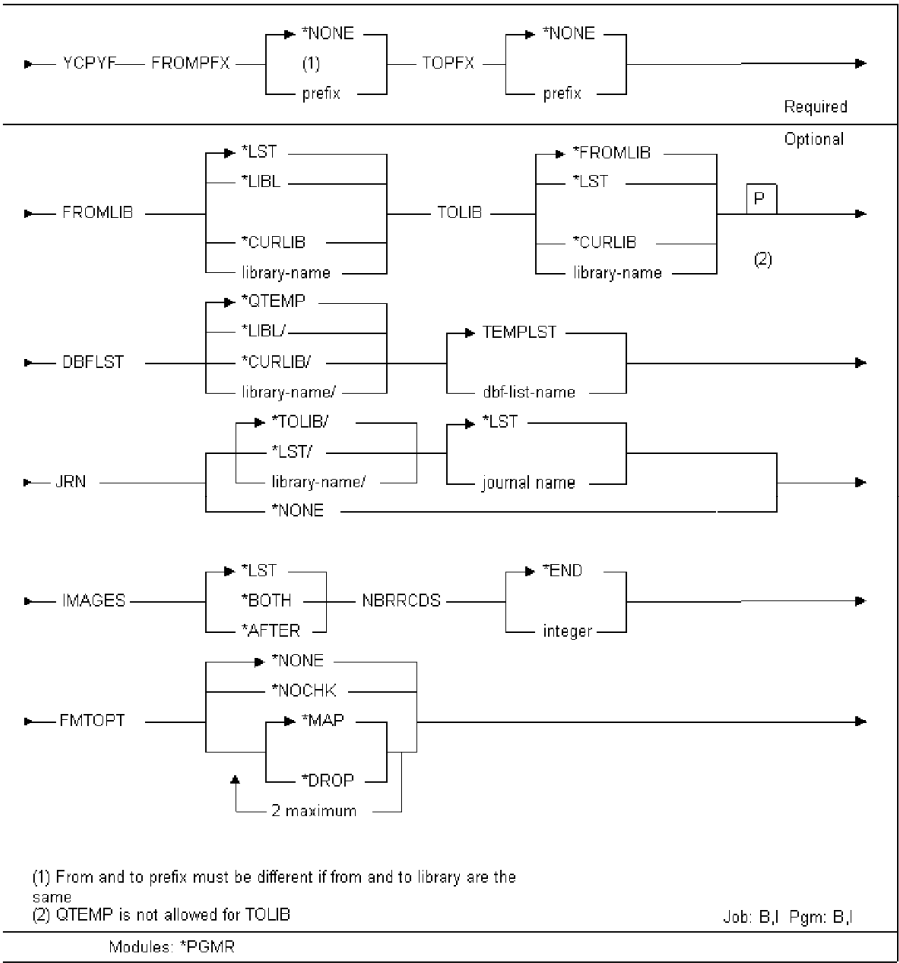 *NONE *NONE
YCPYF FROMPFX (1) TOPFX
prefix prefix
Required
Optional
*LST *FROMLIB
*LIBL *LST
P
FROMLIB TOLIB
*CURLIB *CURLIB
(2)
library-name library-name
*QTEMP
*LIBL/ TEMPLST
DBFLST *CURLIB/
library-name/ dbf-list-name
*TOLIB/ *LST
*LST/
JRN library-name/ journal name
*NONE
*LST *END
IMAGES *BOTH NBRRCDS
*AFTER integer
*NONE
*NOCHK
FMTOPT *MAP
*DROP
2 maximum
(1) From and to prefix must be different if from and to library are the
same
(2) QTEMP is not allowed for TOLIB Job: B,I Pgm: B,I
Modules: *PGMR